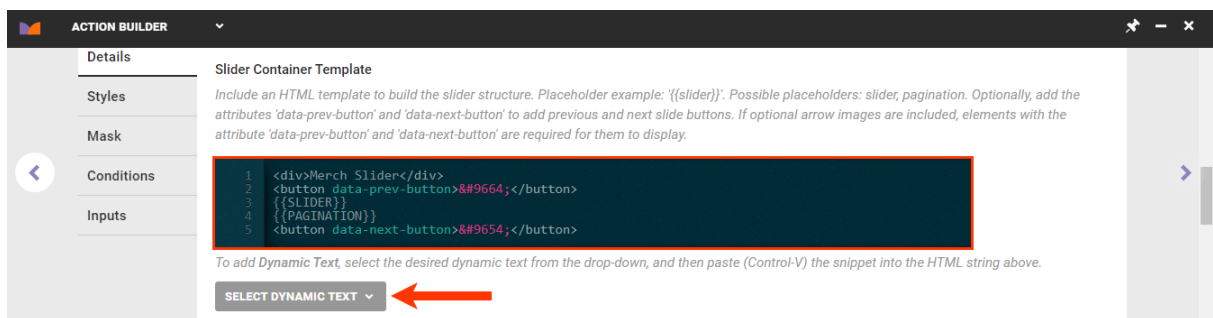 ACTION BUILDER
Details
Styles
Mask
Conditions
Inputs
Slider Container Template
Include an HTML template to build the slider structure. Placeholder example: '{{slider}}'. Possible placeholders: slider, pagination. Optionally, add the
attributes 'data-prev-button' and 'data-next-button' to add previous and next slide buttons. If optional arrow images are included, elements with the
attribute 'data-prev-button' and 'data-next-button' are required for them to display.
1 <div>Merch Slider</div>
2 <button data-prev-button>&#9664;</button>
3 {{SLIDER}}
4 {{PAGINATION}}
5 <button data-next-button>&#9654;</button>
To add Dynamic Text, select the desired dynamic text from the drop-down, and then paste (Control-V) the snippet into the HTML string above.
SELECT DYNAMIC TEXT